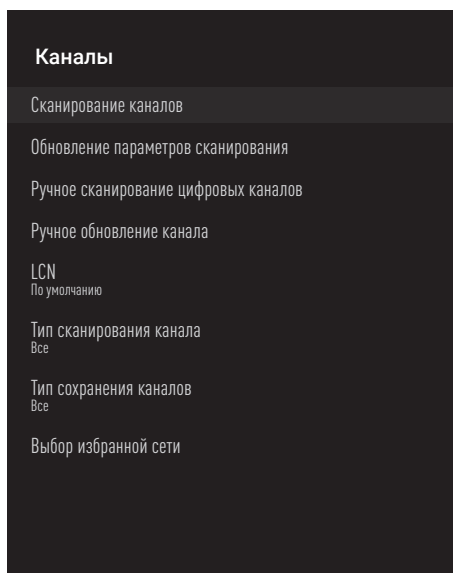 Каналы
Сканирование каналов
Обновление параметров сканирования
Ручное сканирование цифровых каналов
Ручное обновление канала
LCN
По умолчанию
Тип сканирования канала
Все
Тип сохранения каналов
Все
Выбор избранной сети